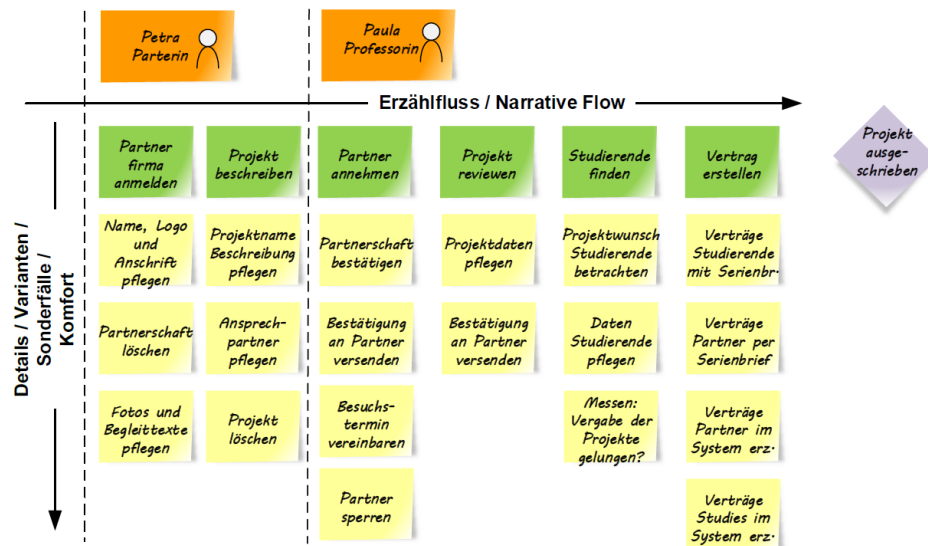 Petra
Parterin
Paula
Professorin
Erzählfluss / Narrative Flow
Details / Varianten /
Sonderfälle /
Komfort
Partner
firma
anmelden
Projekt
beschreiben
Partner
annehmen
Projekt
reviewen
Studierende
finden
Vertrag
erstellen
Projekt
ausge-
schrieben
Name, Logo
und
Anschrift
pflegen
Projektname
Beschreibung
pflegen
Partnerschaft
bestätigen
Projektdaten
pflegen
Projektwunsch
Studierende
betrachten
Verträge
Studierende
mit Serienbr.
Partnerschaft
löschen
Ansprech-
partner
pflegen
Bestätigung
an Partner
versenden
Bestätigung
an Partner
versenden
Daten
Studierende
pflegen
Verträge
Partner per
Serienbrief
Fotos und
Begleittexte
pflegen
Projekt
löschen
Besuchs-
termin
vereinbaren
Messen:
Vergabe der
Projekte
gelungen?
Verträge
Partner im
System erz.
Partner
sperren
Verträge
Studies im
System erz.